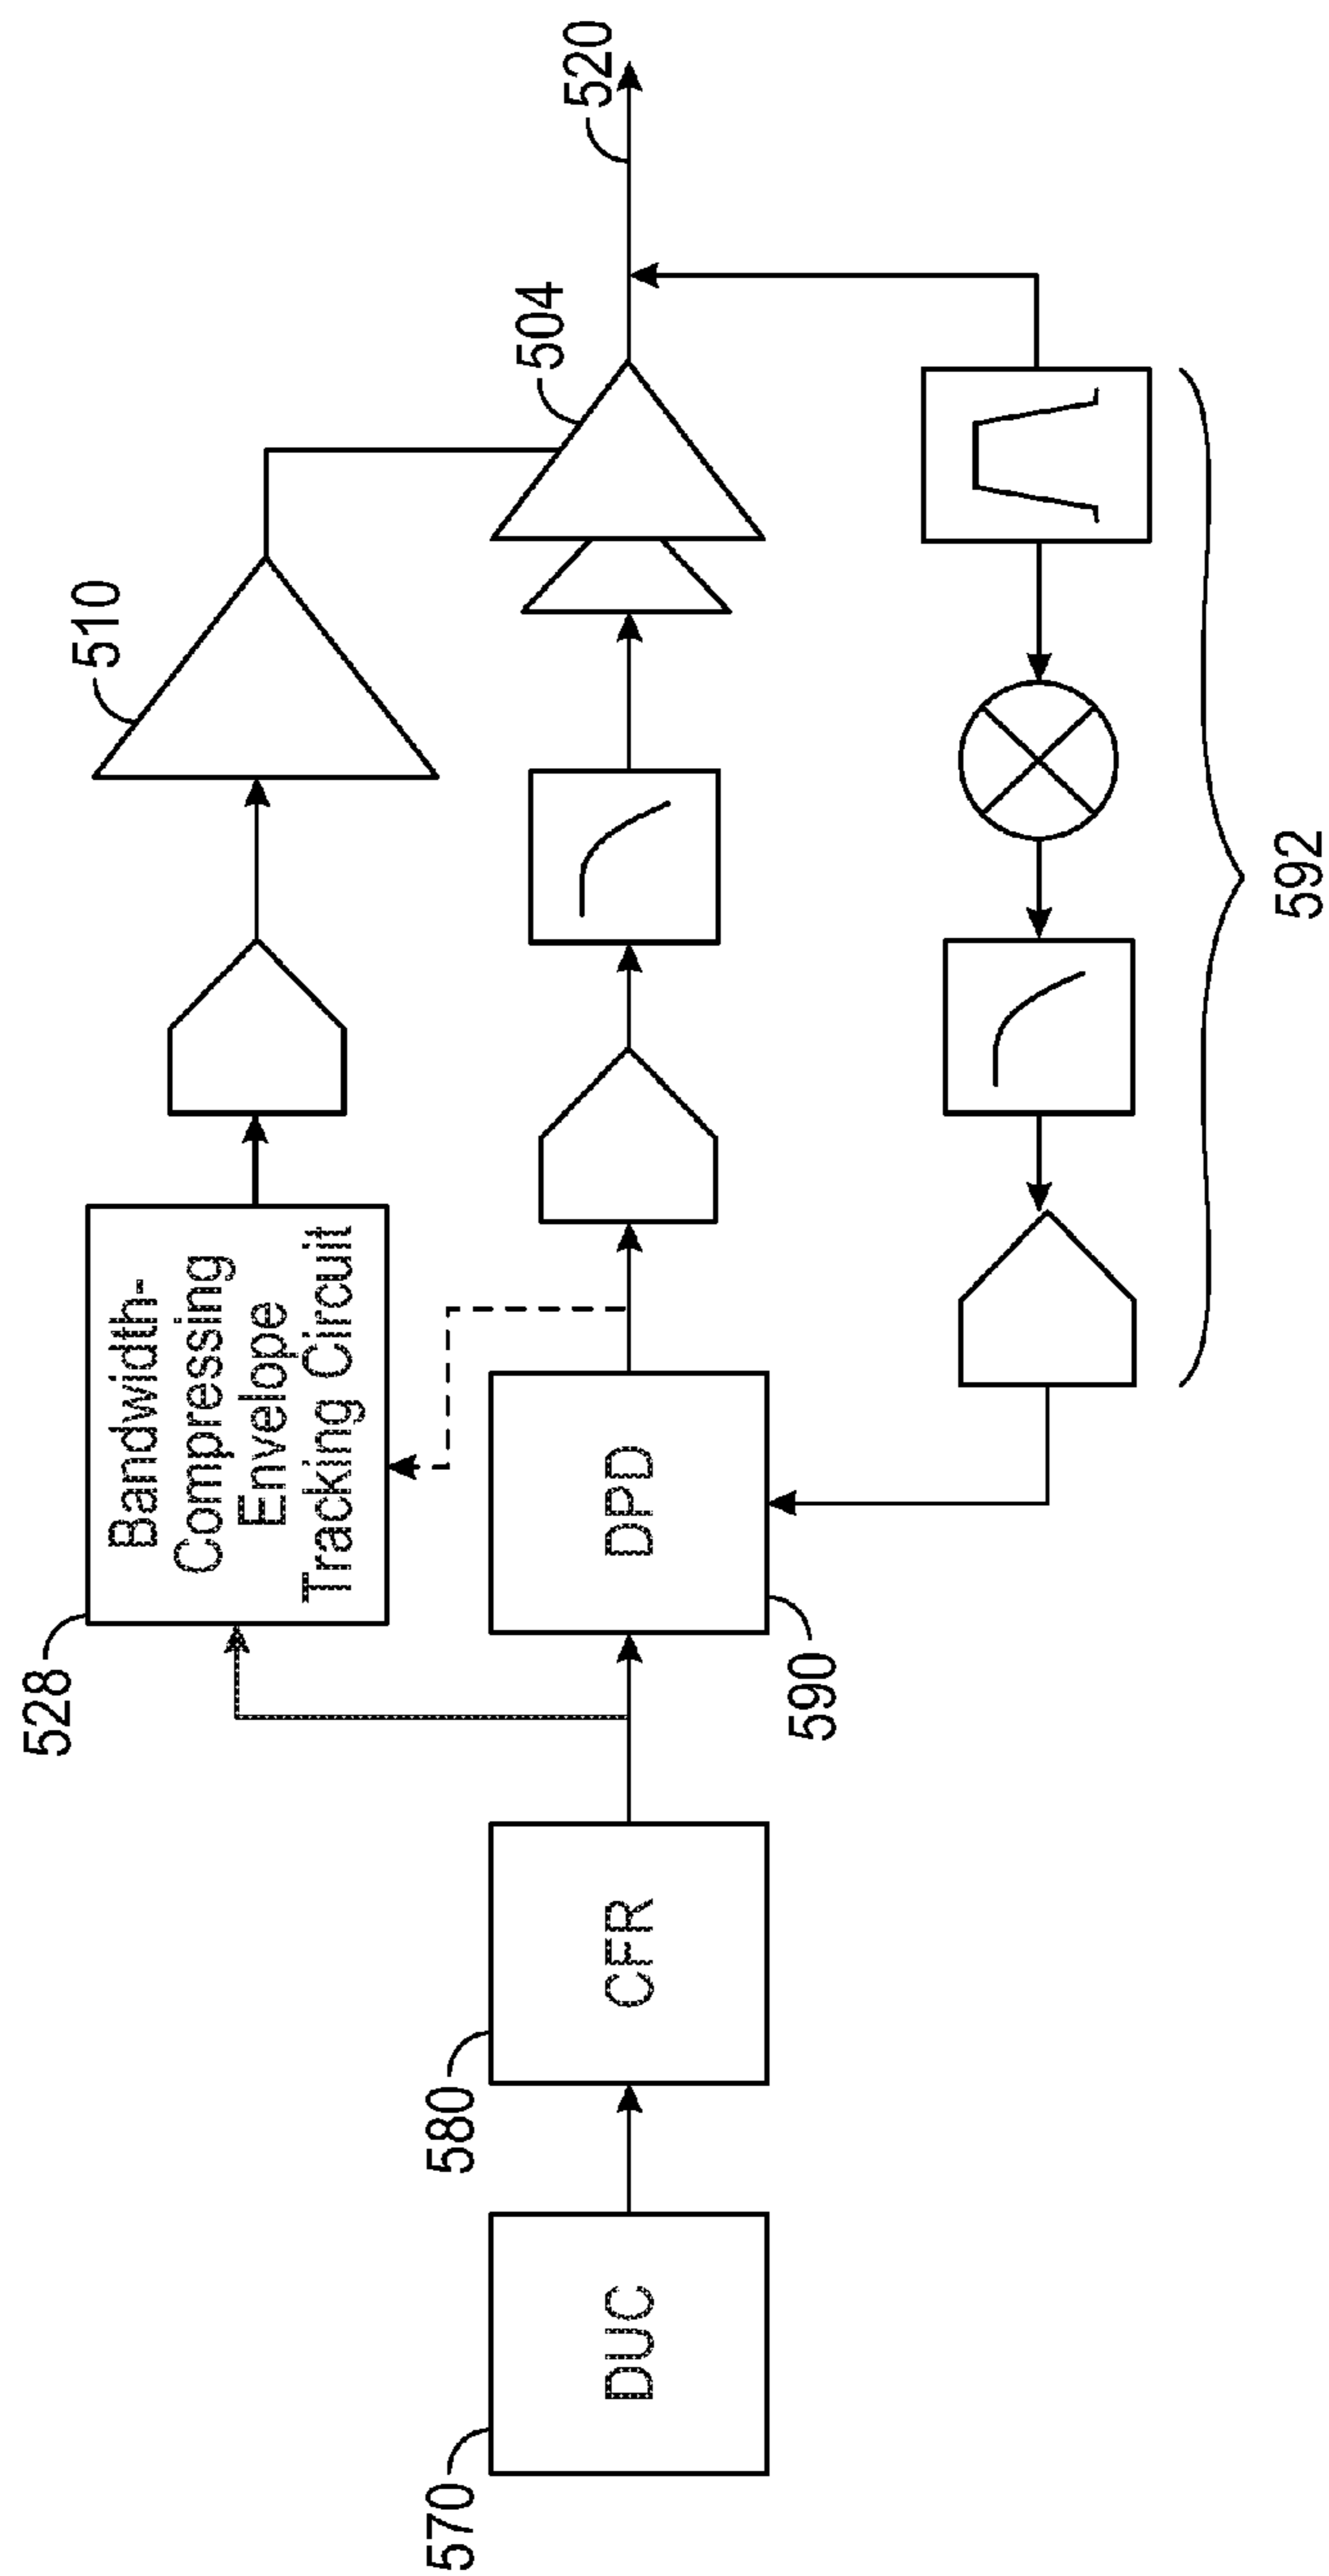 528
Bandwidth-
Compressing
Envelope
Tracking Circuit
510
504
520
570
DUC
580
CFR
590
DPD
592